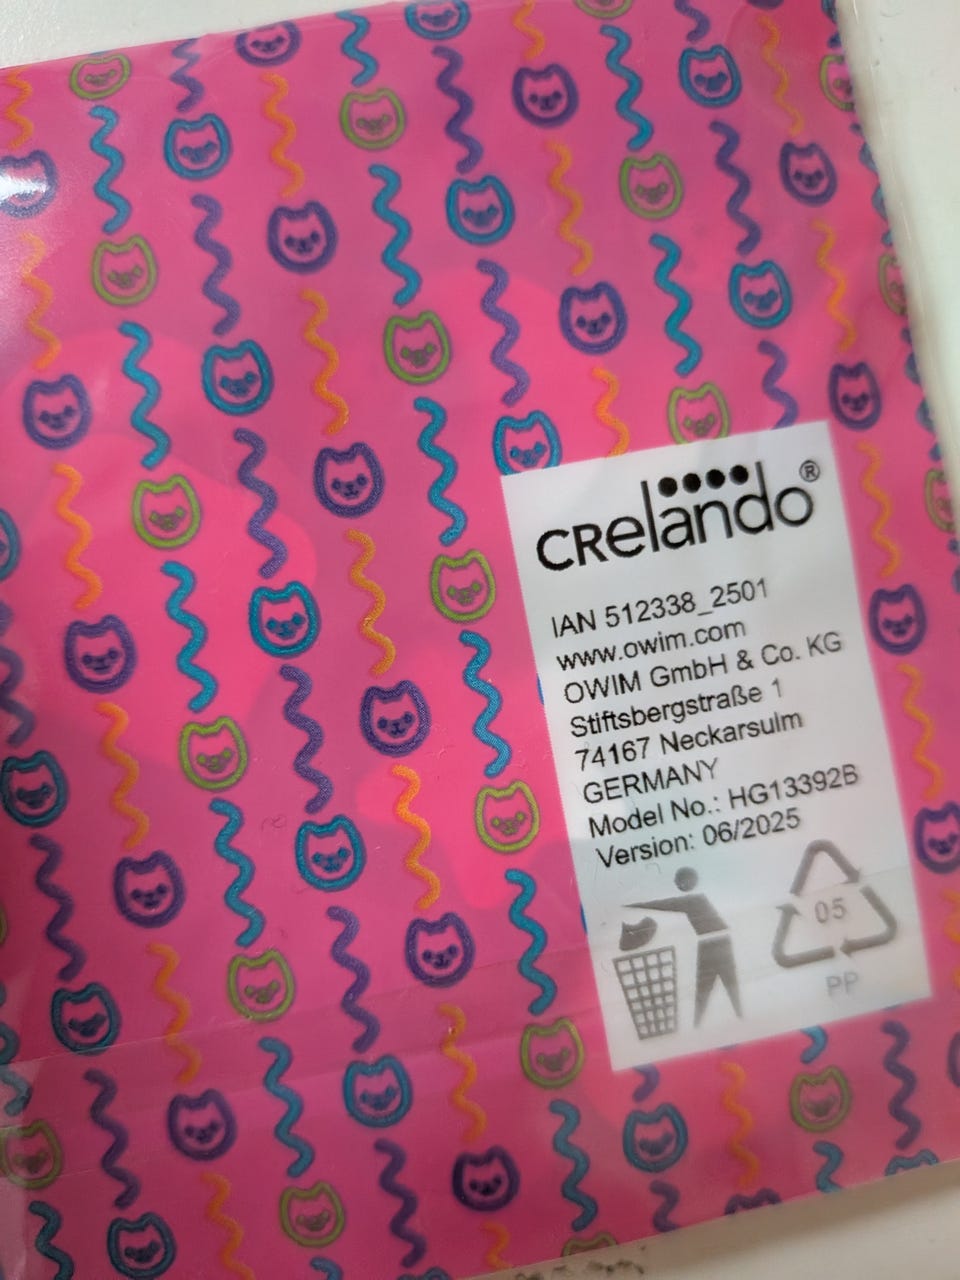 crelando®
IAN 512338_2501
www.owim.com
OWIM GmbH & Co. KG
Stiftsbergstraße 1
74167 Neckarsulm
GERMANY
Model No.: HG13392B
Version: 06/2025
05
PP